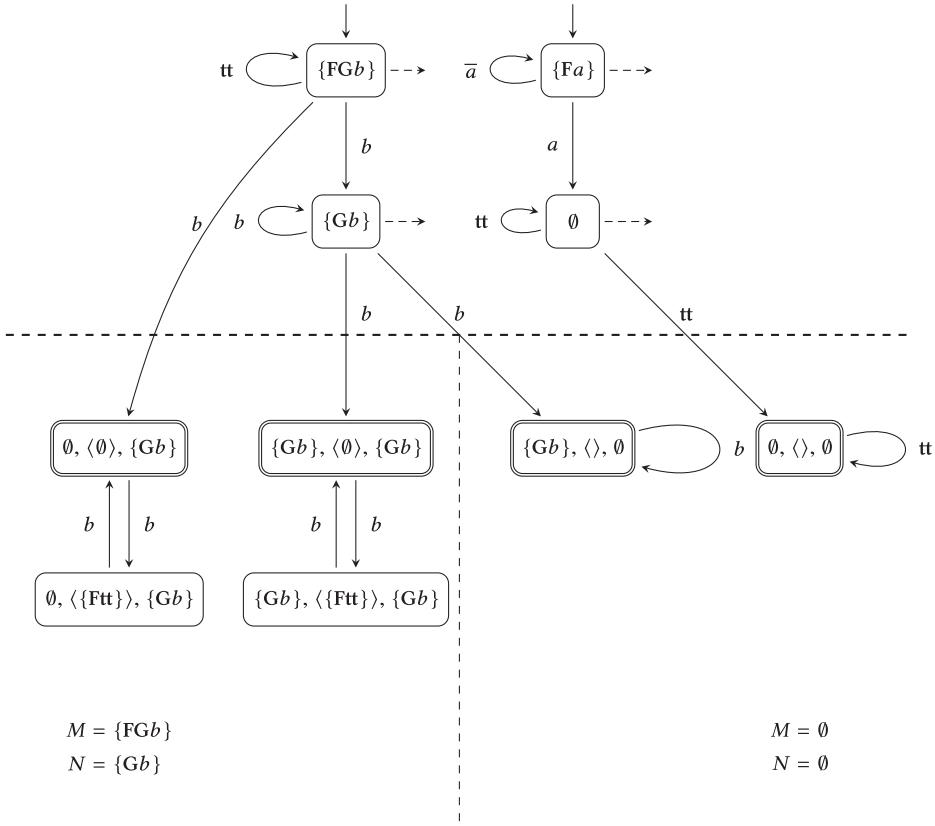 tt {FGb} a̅ {Fa}
b a
b b {Gb} tt ∅
b b tt
∅, ⟨∅⟩, {Gb} {Gb}, ⟨∅⟩, {Gb} {Gb}, ⟨⟩, ∅ b ∅, ⟨⟩, ∅ tt
b b b b
∅, ⟨{Ftt}⟩, {Gb} {Gb}, ⟨{Ftt}⟩, {Gb}
M = {FGb} M = ∅
N = {Gb} N = ∅